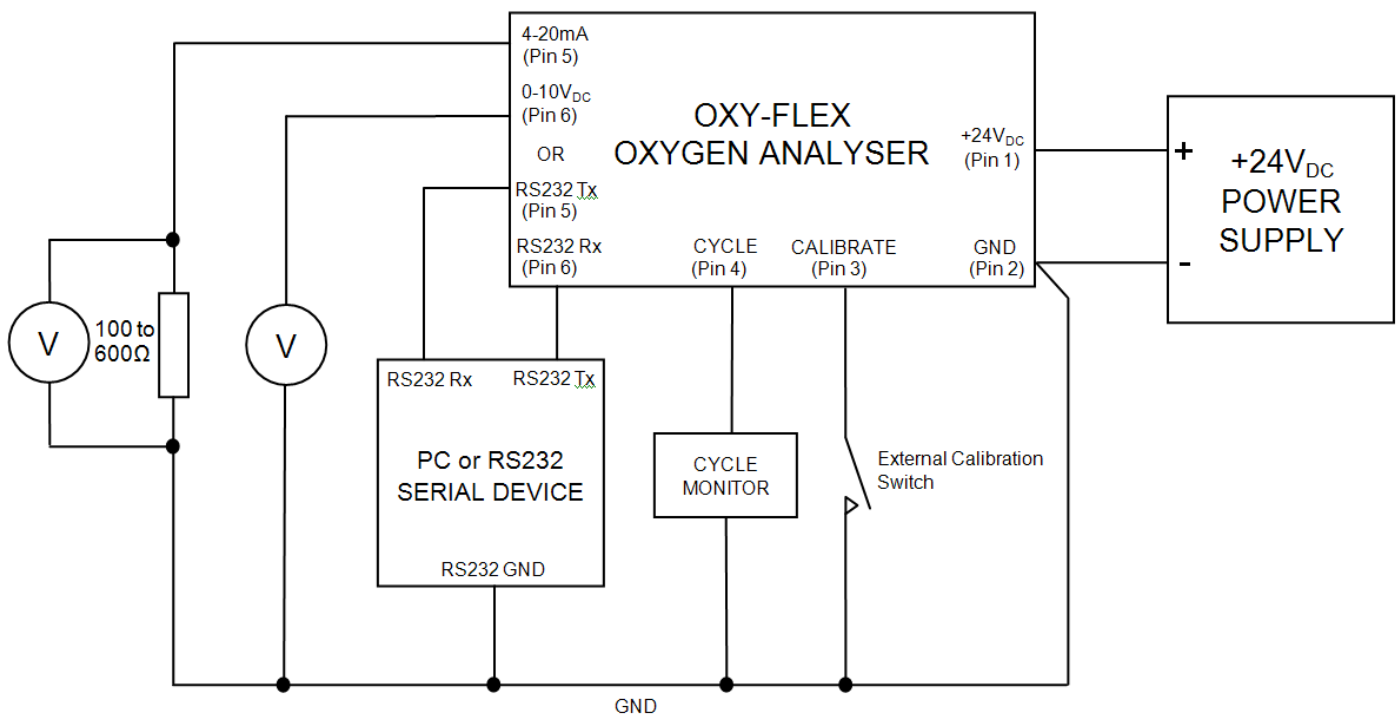 4-20mA
(Pin 5)
0-10VDC
(Pin 6)
OR
RS232 Tx
(Pin 5)
RS232 Rx
(Pin 6)
OXY-FLEX
OXYGEN ANALYSER
+24VDC
(Pin 1)
CYCLE
(Pin 4)
CALIBRATE
(Pin 3)
GND
(Pin 2)
+
-
+24VDC
POWER
SUPPLY
V
100 to
600Ω
V
RS232 Rx
RS232 Tx
PC or RS232
SERIAL DEVICE
RS232 GND
CYCLE
MONITOR
External Calibration
Switch
GND